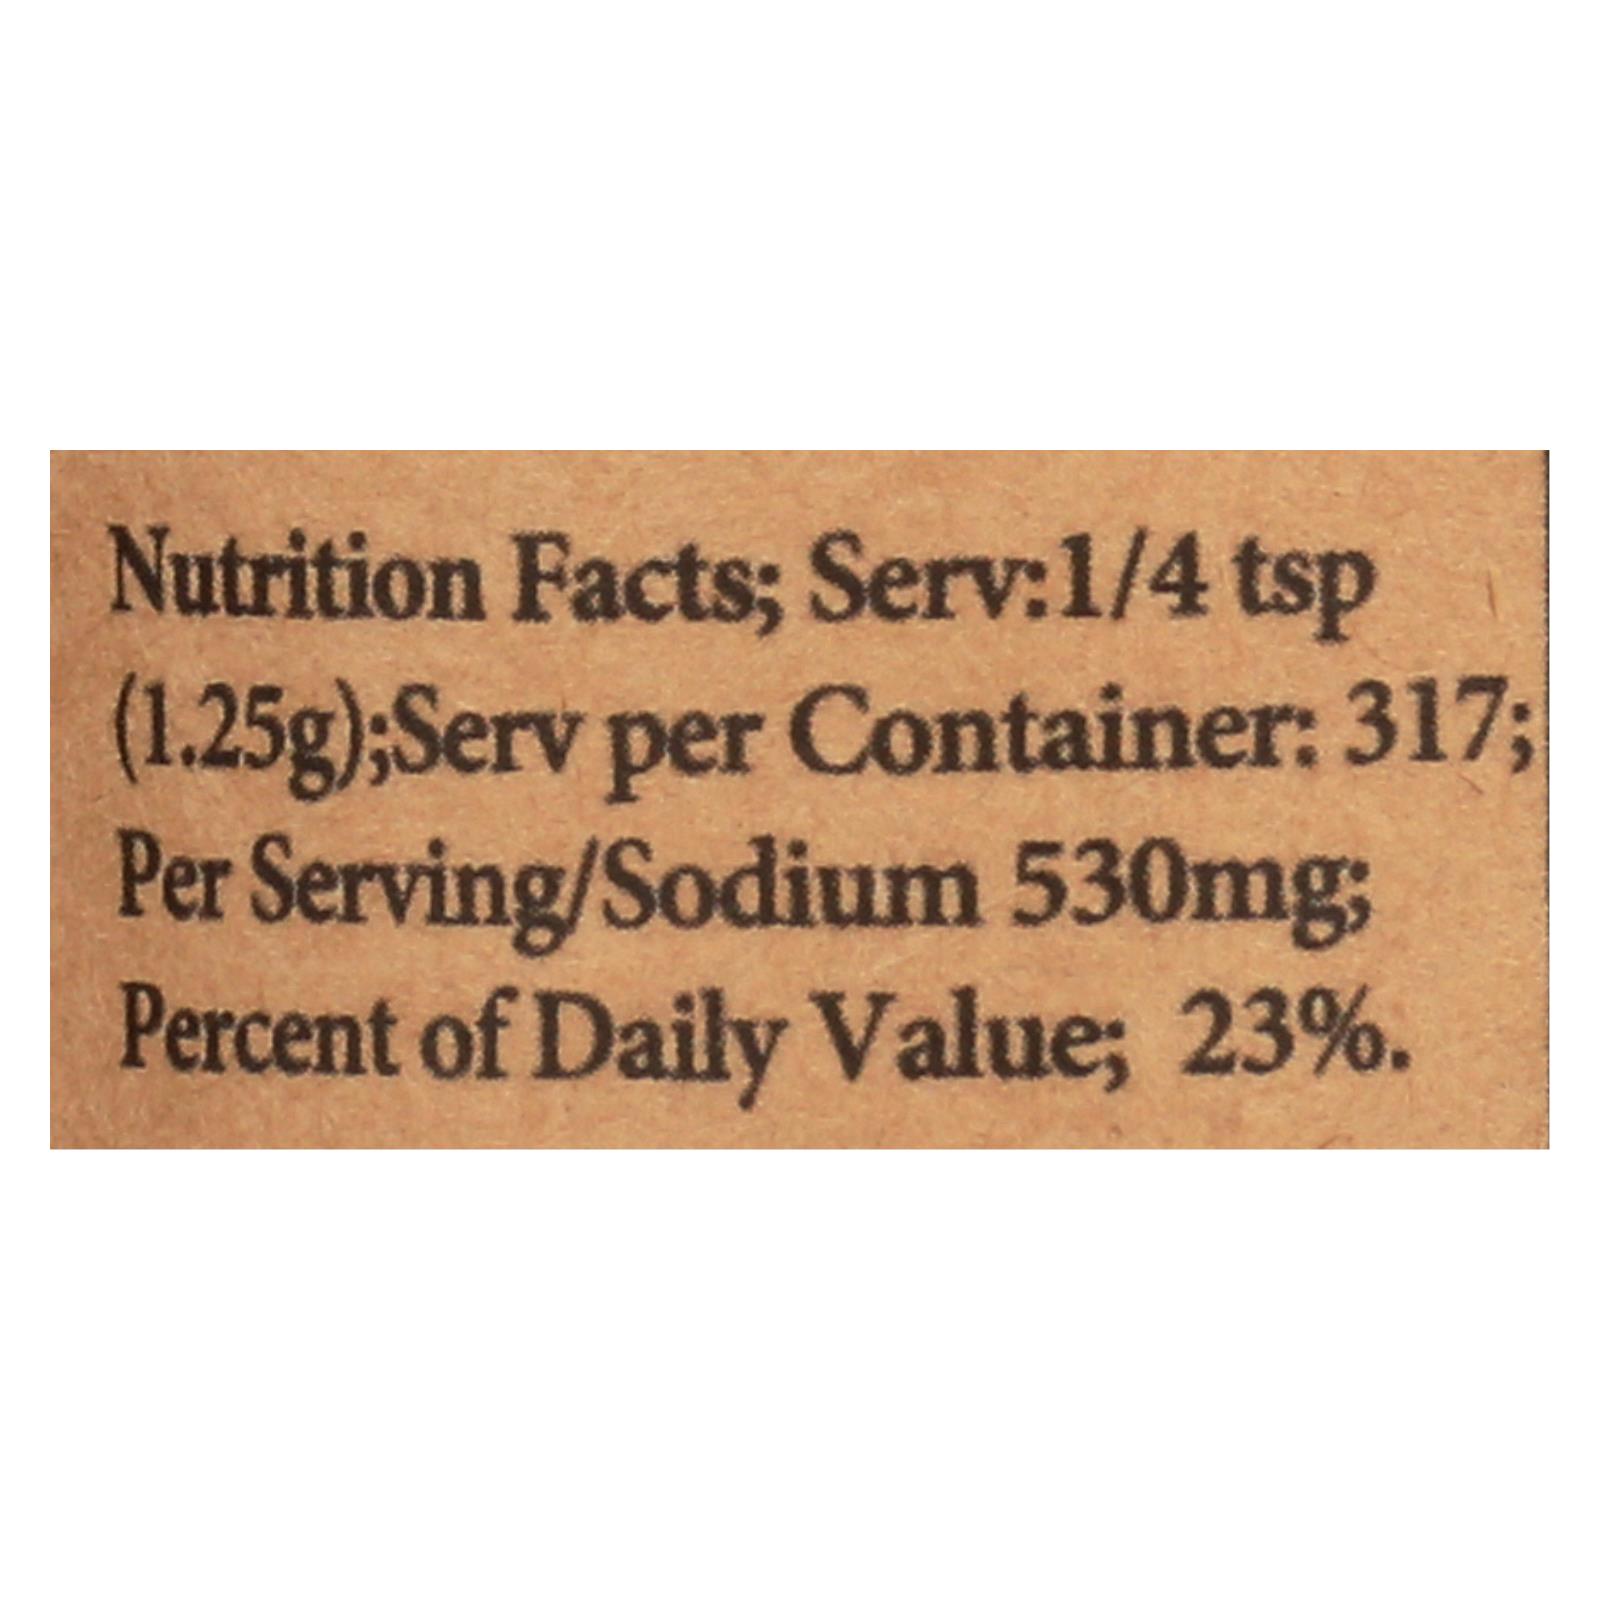 Nutrition Facts; Serv:1/4 tsp
(1.25g);Serv per Container: 317;
Per Serving/Sodium 530mg;
Percent of Daily Value; 23%.